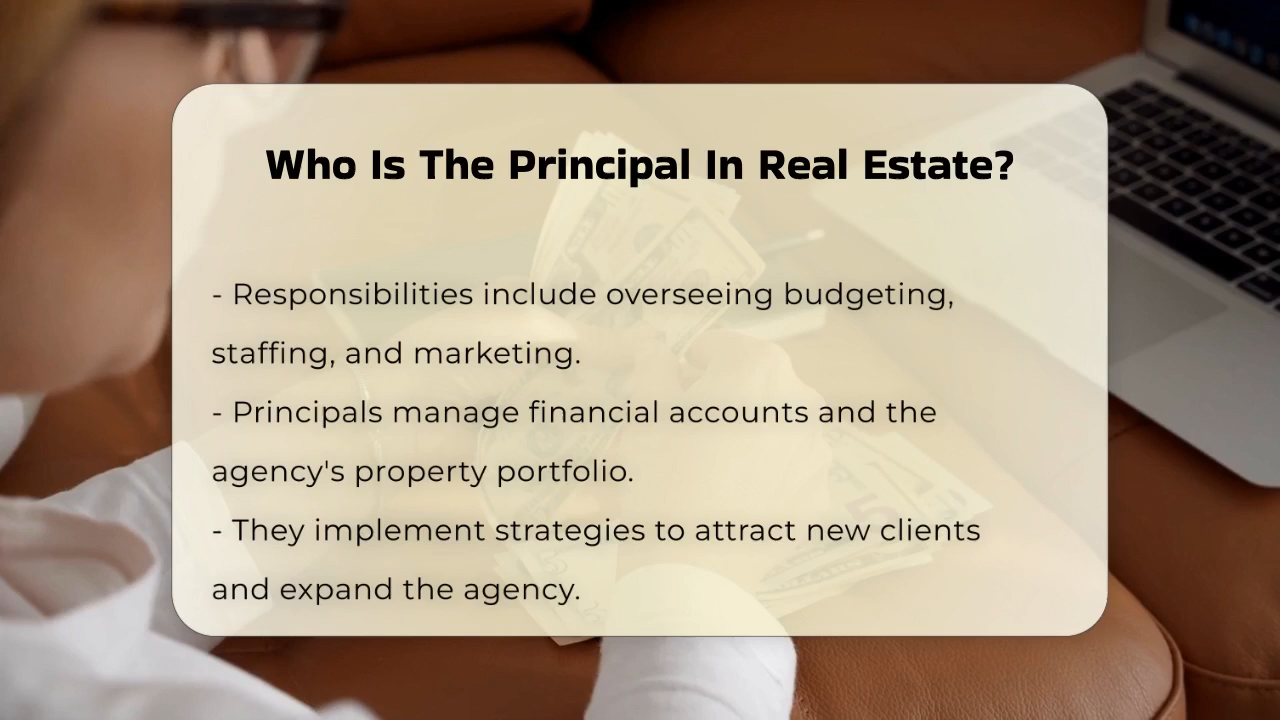 Who Is The Principal In Real Estate?
- Responsibilities include overseeing budgeting,
staffing, and marketing.
- Principals manage financial accounts and the
agency's property portfolio.
- They implement strategies to attract new clients
and expand the agency.